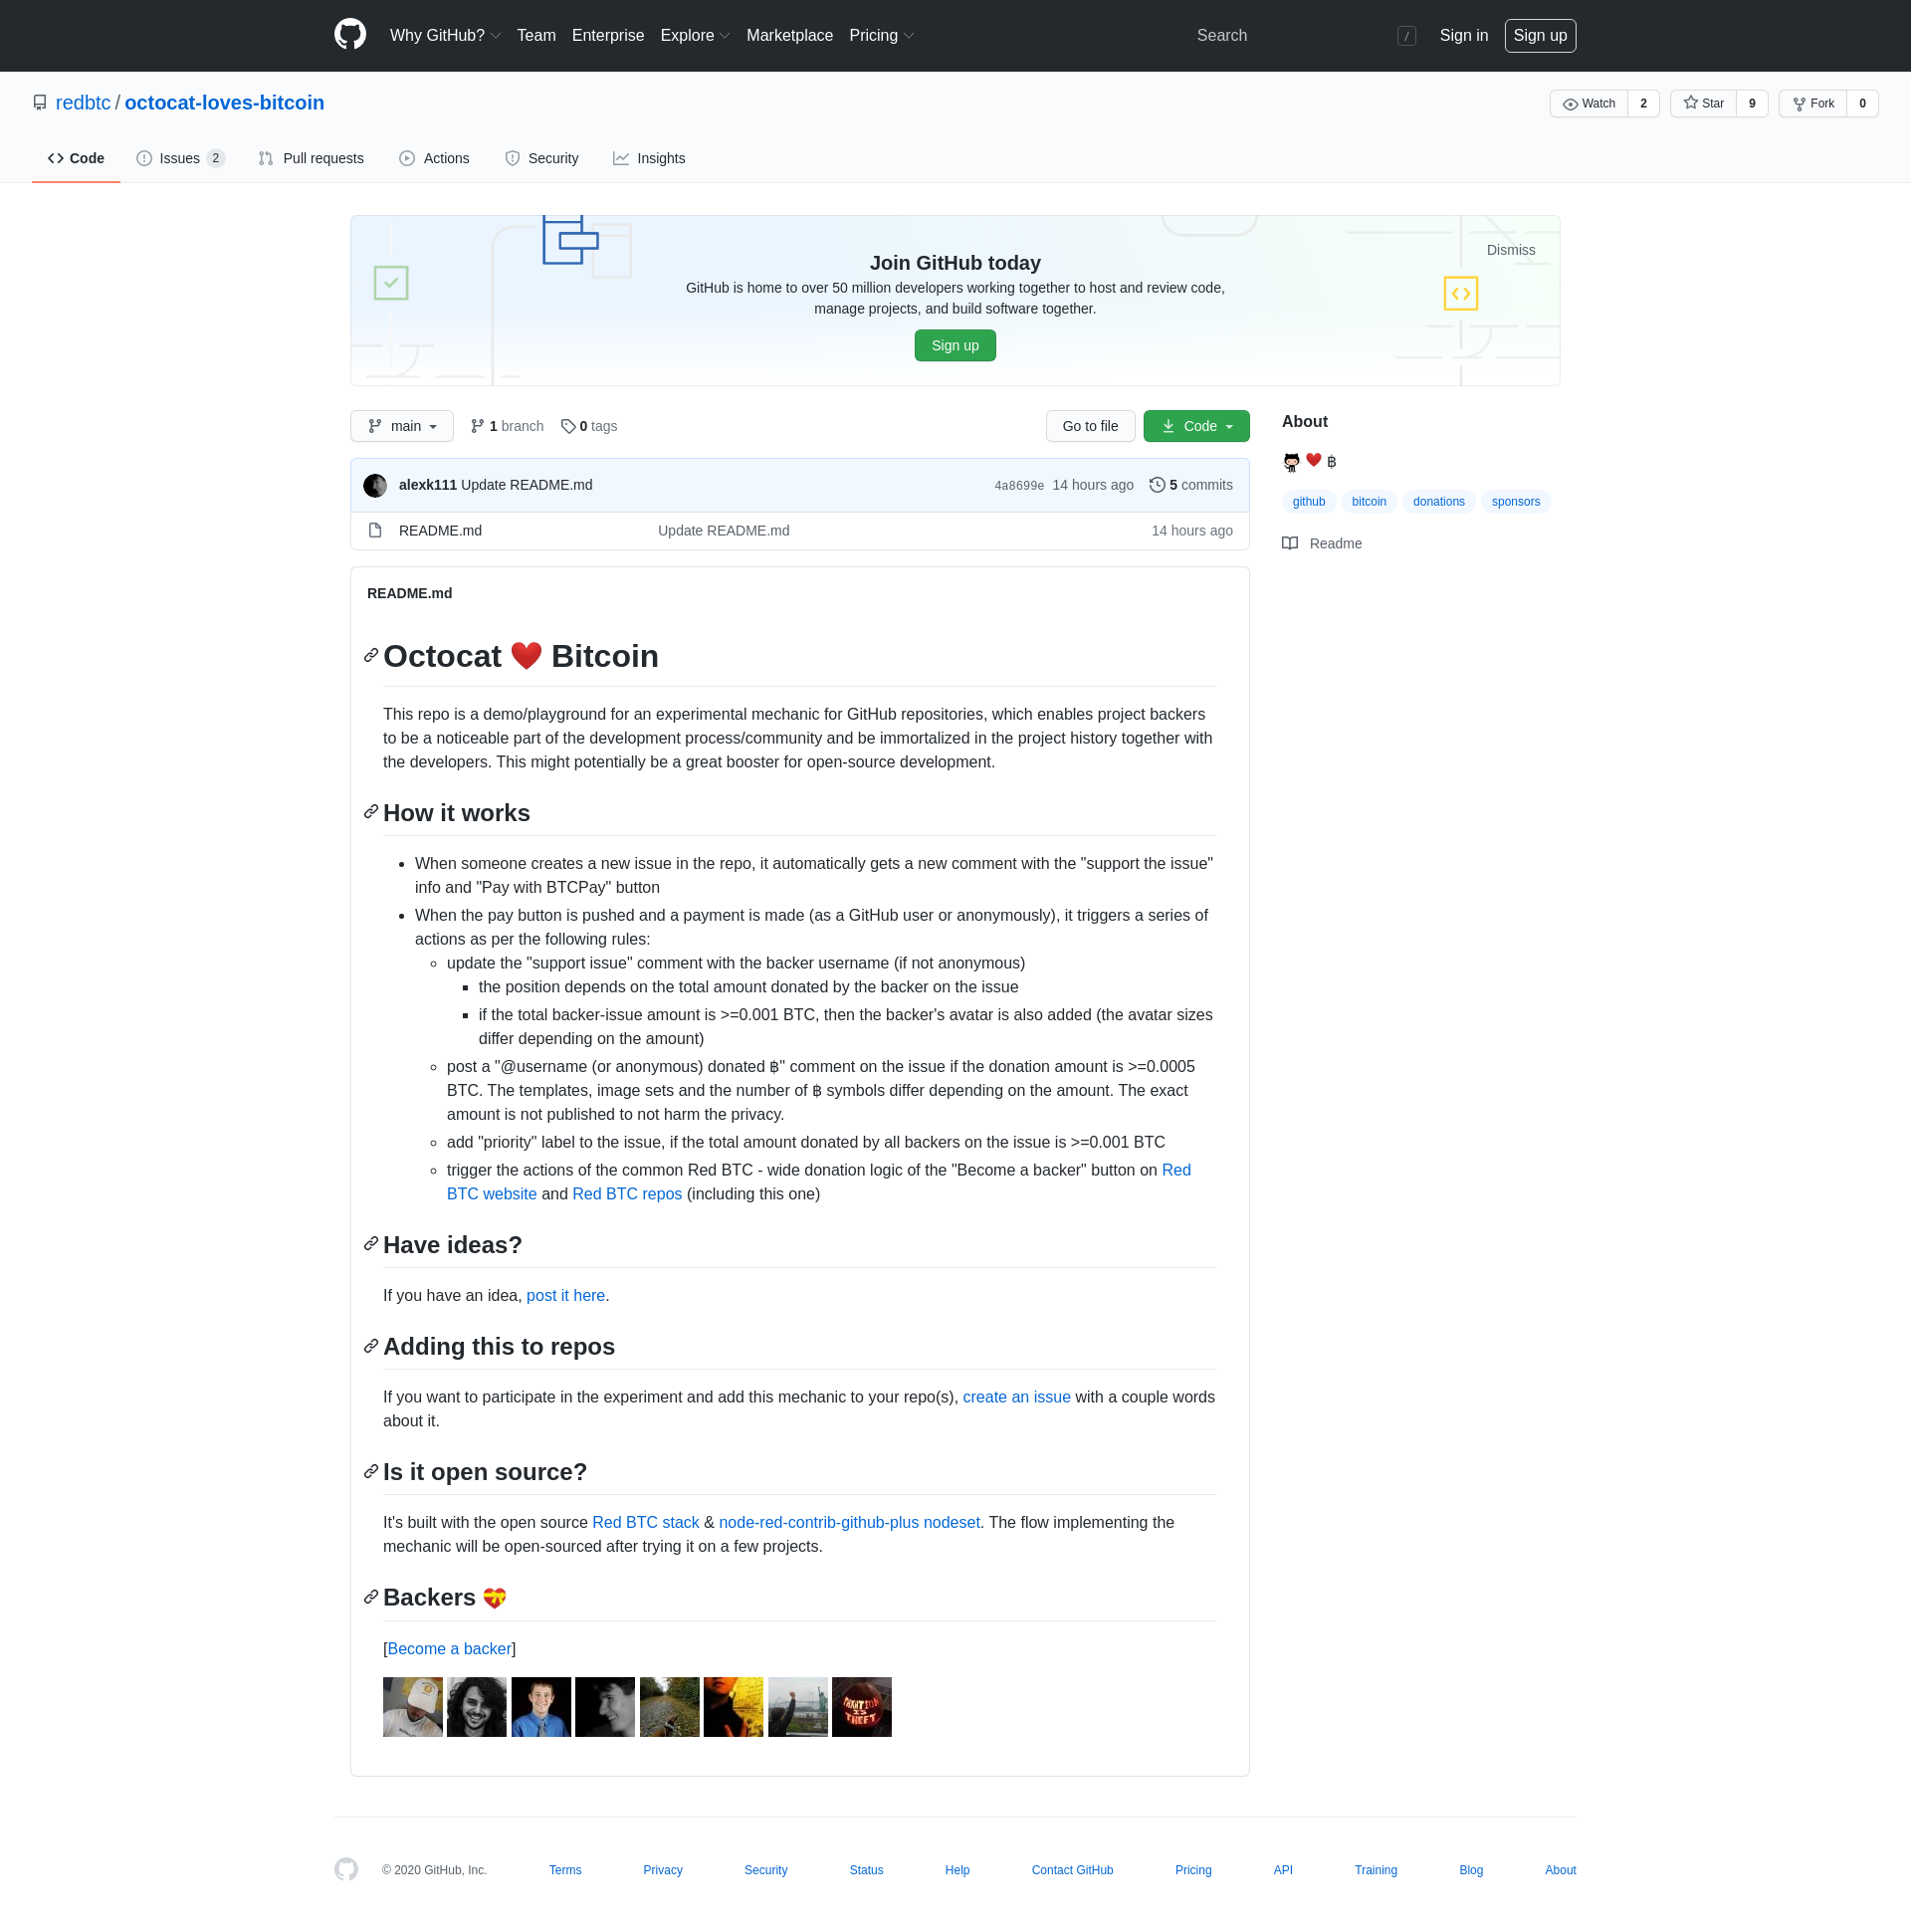 Why GitHub? Team Enterprise Explore Marketplace Pricing Search / Sign in Sign up
redbtc / octocat-loves-bitcoin
Watch 2 Star 9 Fork 0
Code Issues 2 Pull requests Actions Security Insights
Dismiss
Join GitHub today
GitHub is home to over 50 million developers working together to host and review code,
manage projects, and build software together.
Sign up
main 1 branch 0 tags Go to file Code
alexk111 Update README.md 4a8699e 14 hours ago 5 commits
README.md Update README.md 14 hours ago
About
❤️ ฿
github bitcoin donations sponsors
Readme
README.md
Octocat ❤️ Bitcoin
This repo is a demo/playground for an experimental mechanic for GitHub repositories, which enables project backers
to be a noticeable part of the development process/community and be immortalized in the project history together with
the developers. This might potentially be a great booster for open-source development.
How it works
When someone creates a new issue in the repo, it automatically gets a new comment with the "support the issue"
info and "Pay with BTCPay" button
When the pay button is pushed and a payment is made (as a GitHub user or anonymously), it triggers a series of
actions as per the following rules:
update the "support issue" comment with the backer username (if not anonymous)
the position depends on the total amount donated by the backer on the issue
if the total backer-issue amount is >=0.001 BTC, then the backer's avatar is also added (the avatar sizes
differ depending on the amount)
post a "@username (or anonymous) donated ฿" comment on the issue if the donation amount is >=0.0005
BTC. The templates, image sets and the number of ฿ symbols differ depending on the amount. The exact
amount is not published to not harm the privacy.
add "priority" label to the issue, if the total amount donated by all backers on the issue is >=0.001 BTC
trigger the actions of the common Red BTC - wide donation logic of the "Become a backer" button on Red
BTC website and Red BTC repos (including this one)
Have ideas?
If you have an idea, post it here.
Adding this to repos
If you want to participate in the experiment and add this mechanic to your repo(s), create an issue with a couple words
about it.
Is it open source?
It's built with the open source Red BTC stack & node-red-contrib-github-plus nodeset. The flow implementing the
mechanic will be open-sourced after trying it on a few projects.
Backers 💝
[Become a backer]
TAXATION
IS
THEFT
© 2020 GitHub, Inc. Terms Privacy Security Status Help Contact GitHub Pricing API Training Blog About